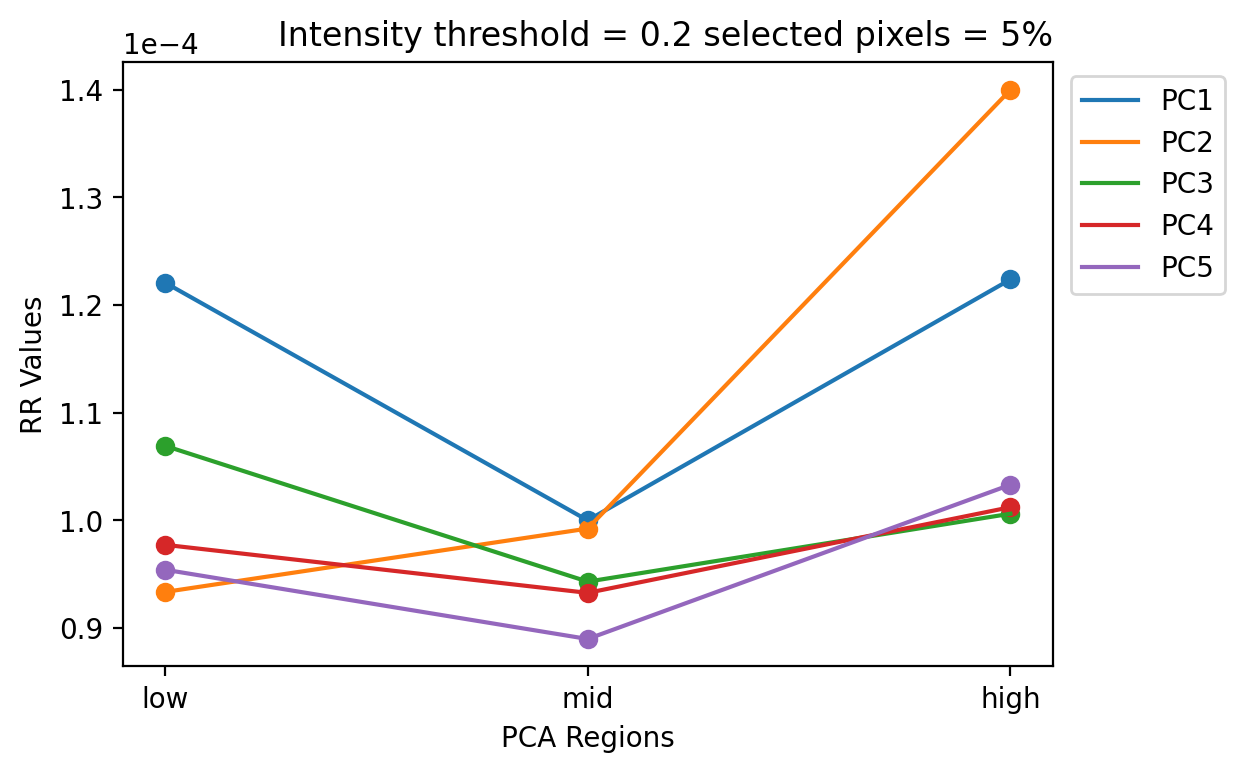 Intensity threshold = 0.2 selected pixels = 5%
1e−4
1.4
1.3
1.2
1.1
1.0
0.9
RR Values
low
mid
high
PCA Regions
PC1
PC2
PC3
PC4
PC5